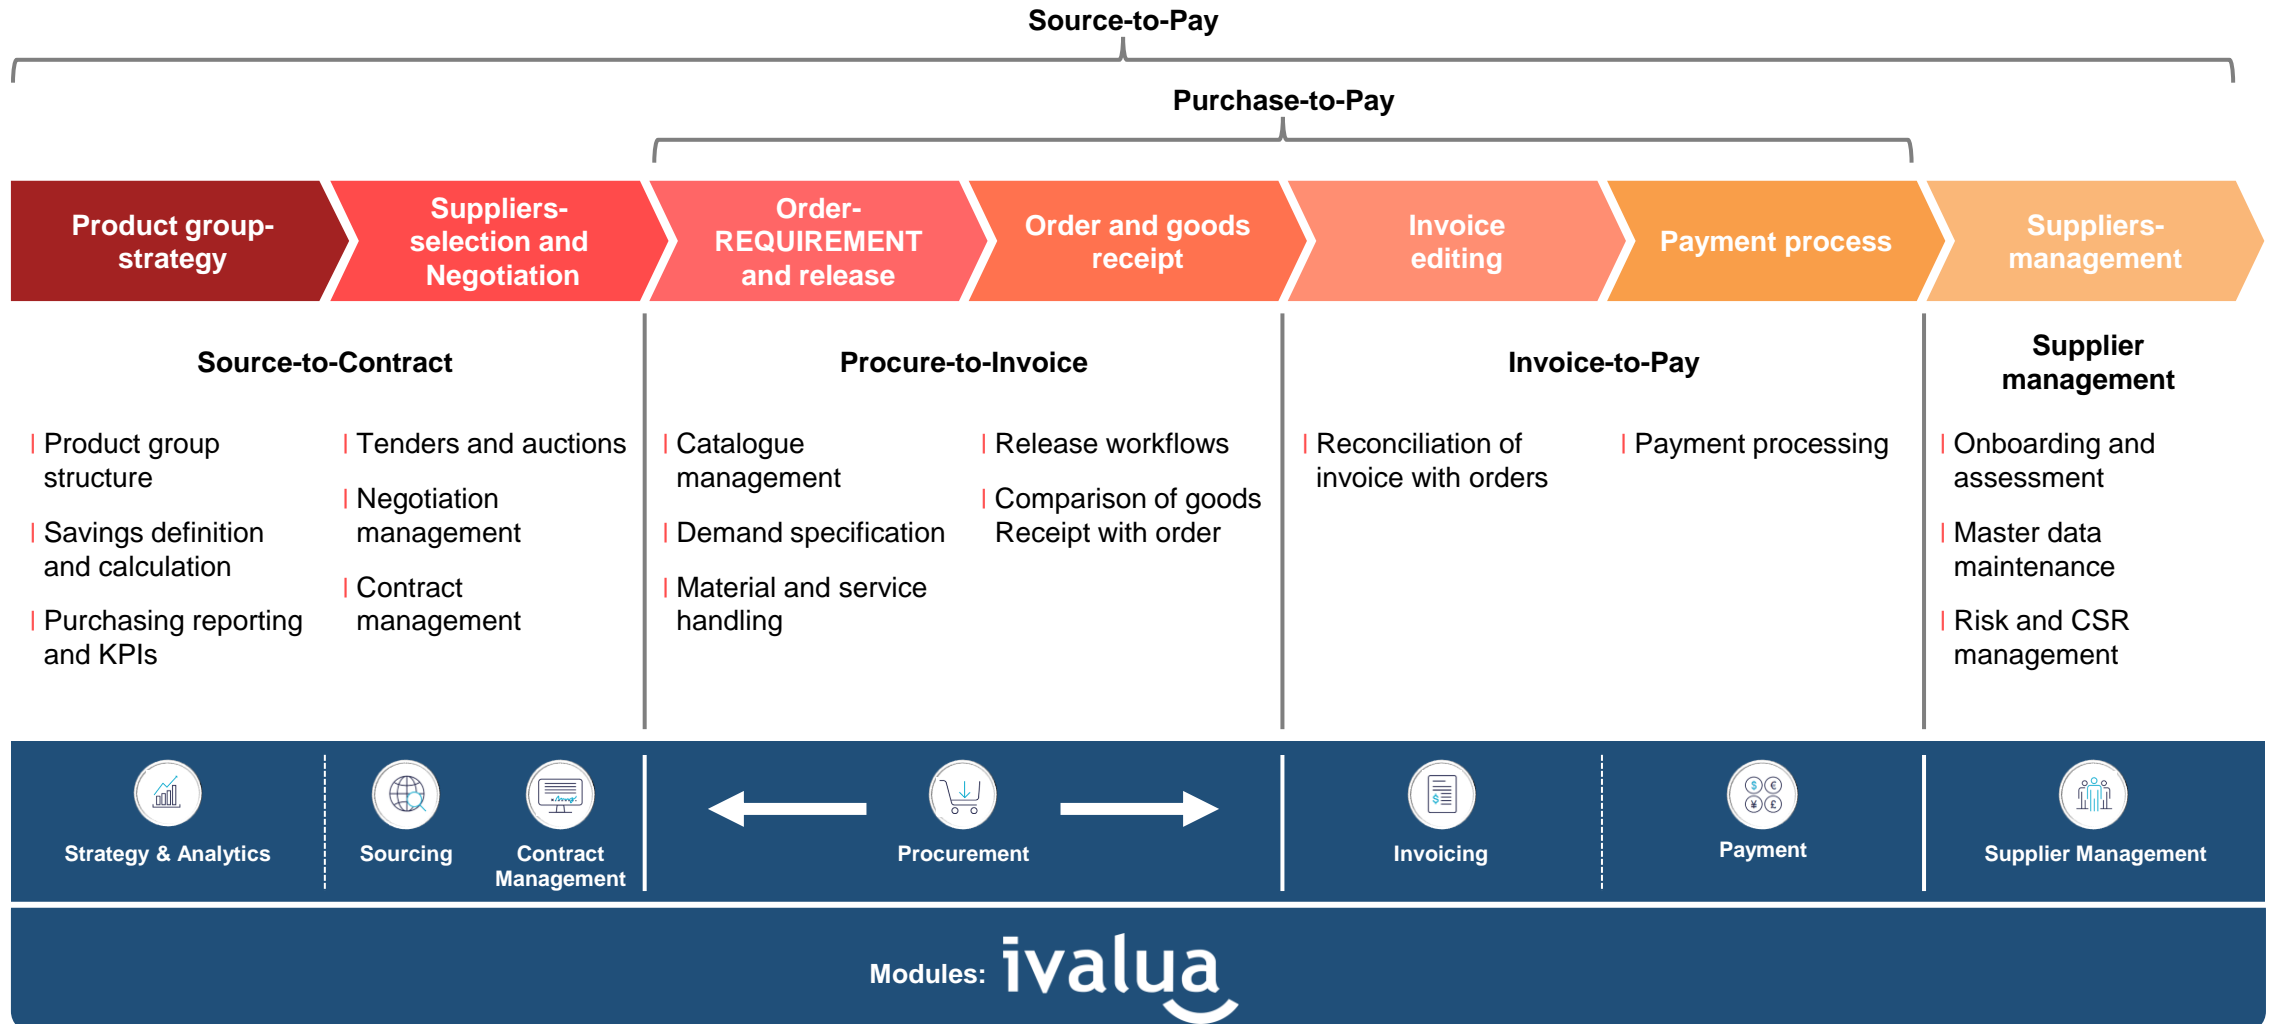 Source-to-Pay
Purchase-to-Pay
Product group-
strategy
Suppliers-
selection and
Negotiation
Order-
REQUIREMENT
and release
Order and goods
receipt
Invoice
editing
Payment process
Suppliers-
management
Source-to-Contract
Procure-to-Invoice
Invoice-to-Pay
Supplier
management
Product group
structure
Savings definition
and calculation
Purchasing reporting
and KPIs
Tenders and auctions
Negotiation
management
Contract
management
Catalogue
management
Demand specification
Material and service
handling
Release workflows
Comparison of goods
Receipt with order
Reconciliation of
invoice with orders
Payment processing
Onboarding and
assessment
Master data
maintenance
Risk and CSR
management
Strategy & Analytics
Sourcing
Contract
Management
Procurement
Invoicing
Payment
Supplier Management
Modules: ivalua